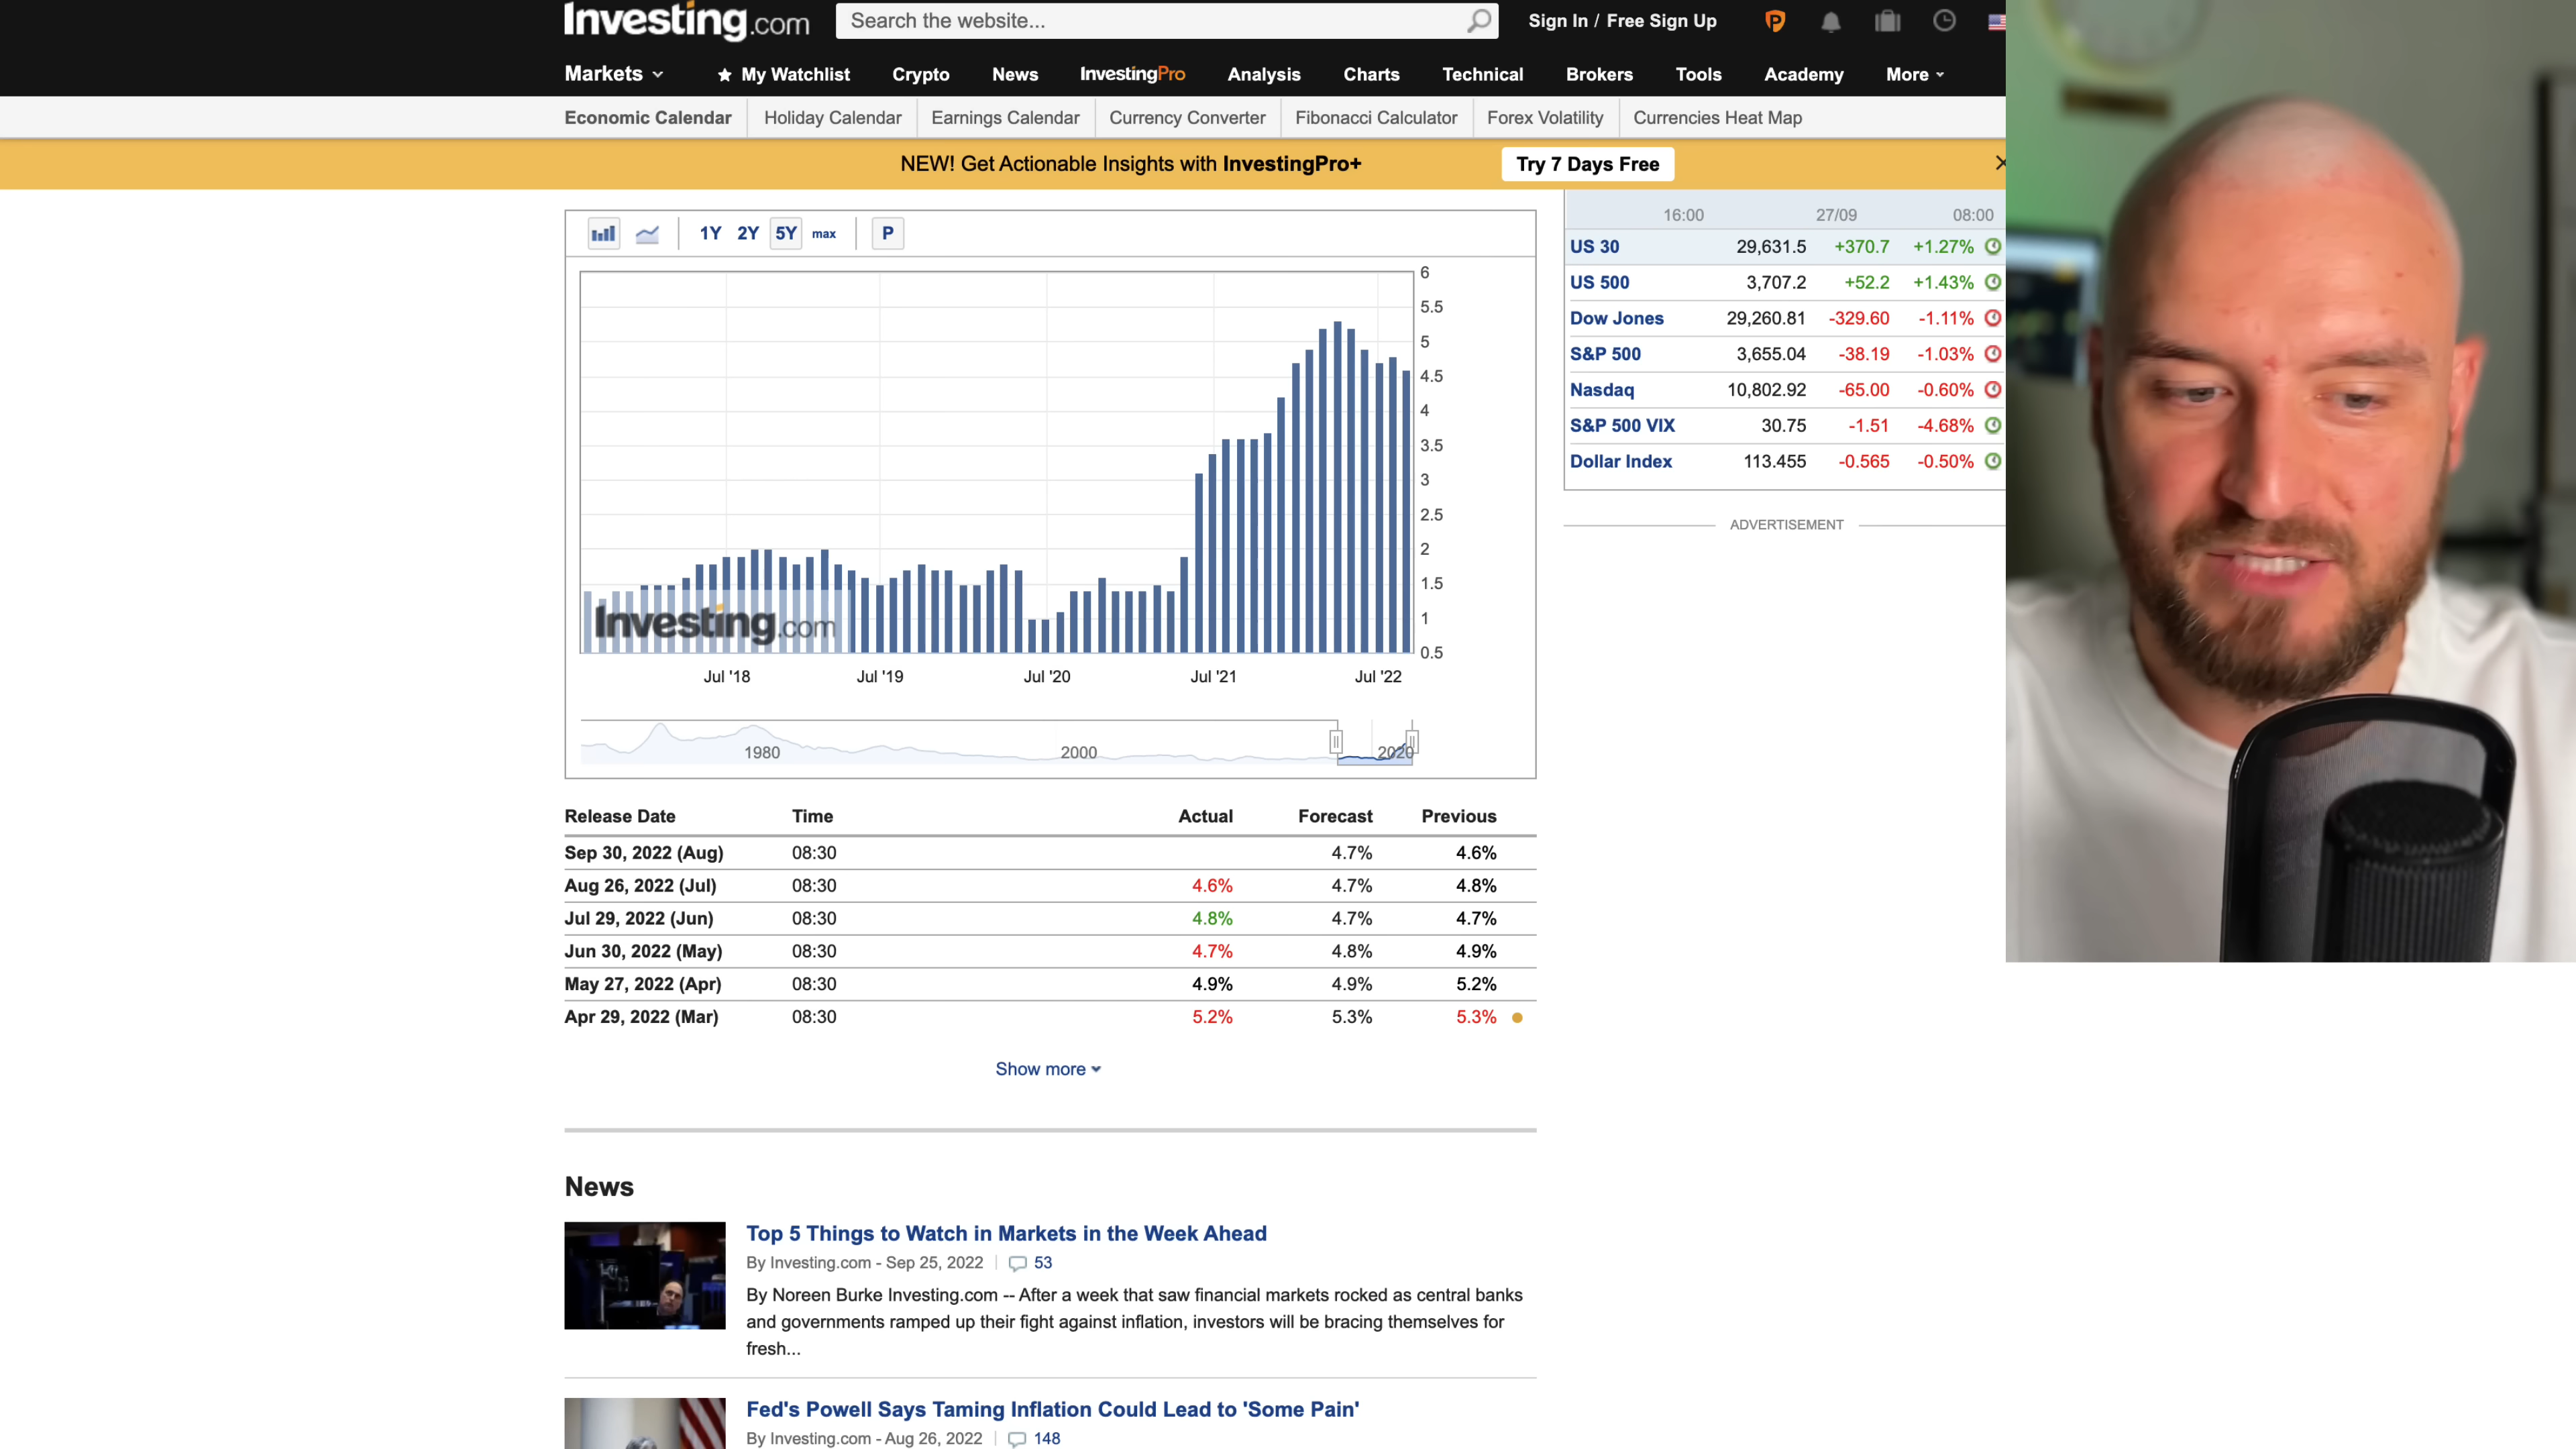 Investing.com
Search the website...
Sign In / Free Sign Up
Markets
My Watchlist
Crypto
News
InvestingPro
Analysis
Charts
Technical
Brokers
Tools
Academy
More
Economic Calendar
Holiday Calendar
Earnings Calendar
Currency Converter
Fibonacci Calculator
Forex Volatility
Currencies Heat Map
NEW! Get Actionable Insights with InvestingPro+
Try 7 Days Free
1Y 2Y 5Y max P
6
5.5
5
4.5
4
3.5
3
2.5
2
1.5
1
0.5
Investing.com
Jul '18 Jul '19 Jul '20 Jul '21 Jul '22
1980 2000 2020
16:00 27/09 08:00
US 30 29,631.5 +370.7 +1.27%
US 500 3,707.2 +52.2 +1.43%
Dow Jones 29,260.81 -329.60 -1.11%
S&P 500 3,655.04 -38.19 -1.03%
Nasdaq 10,802.92 -65.00 -0.60%
S&P 500 VIX 30.75 -1.51 -4.68%
Dollar Index 113.455 -0.565 -0.50%
ADVERTISEMENT
Release Date Time Actual Forecast Previous
Sep 30, 2022 (Aug) 08:30 4.7% 4.6%
Aug 26, 2022 (Jul) 08:30 4.6% 4.7% 4.8%
Jul 29, 2022 (Jun) 08:30 4.8% 4.7% 4.7%
Jun 30, 2022 (May) 08:30 4.7% 4.8% 4.9%
May 27, 2022 (Apr) 08:30 4.9% 4.9% 5.2%
Apr 29, 2022 (Mar) 08:30 5.2% 5.3% 5.3%
Show more
News
Top 5 Things to Watch in Markets in the Week Ahead
By Investing.com - Sep 25, 2022 | 53
By Noreen Burke Investing.com -- After a week that saw financial markets rocked as central banks
and governments ramped up their fight against inflation, investors will be bracing themselves for
fresh...
Fed's Powell Says Taming Inflation Could Lead to 'Some Pain'
By Investing.com - Aug 26, 2022 | 148